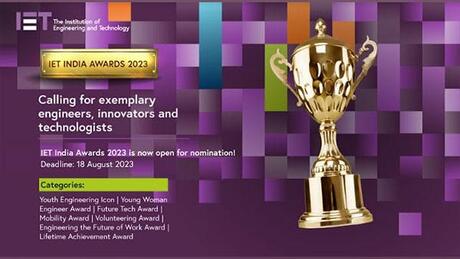 IET The Institution of
Engineering and Technology
IET INDIA AWARDS 2023
Calling for exemplary
engineers, innovators and
technologists
IET India Awards 2023 is now open for nomination!
Deadline: 18 August 2023
Categories:
Youth Engineering Icon | Young Woman
Engineer Award | Future Tech Award |
Mobility Award | Volunteering Award |
Engineering the Future of Work Award |
Lifetime Achievement Award